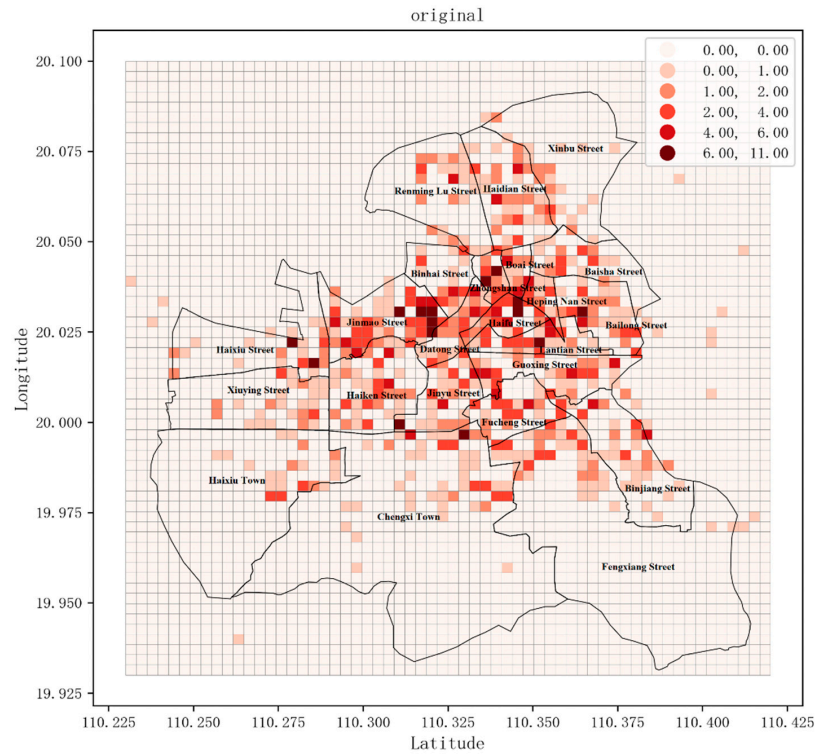 original
0.00, 0.00
0.00, 1.00
1.00, 2.00
2.00, 4.00
4.00, 6.00
6.00, 11.00
20.100
20.075
20.050
20.025
20.000
19.975
19.950
19.925
Longitude
Xinbu Street
Renming Lu Street
Haidian Street
Boai Street
Binhai Street
Baisha Street
Zhongshan Street
Heping Nan Street
Jinmao Street
Haifu Street
Bailong Street
Haixiu Street
Datong Street
Lantian Street
Guoxing Street
Xiuying Street
Haiken Street
Jinyu Street
Fucheng Street
Haixiu Town
Binjiang Street
Chengxi Town
Fengxiang Street
110.225 110.250 110.275 110.300 110.325 110.350 110.375 110.400 110.425
Latitude